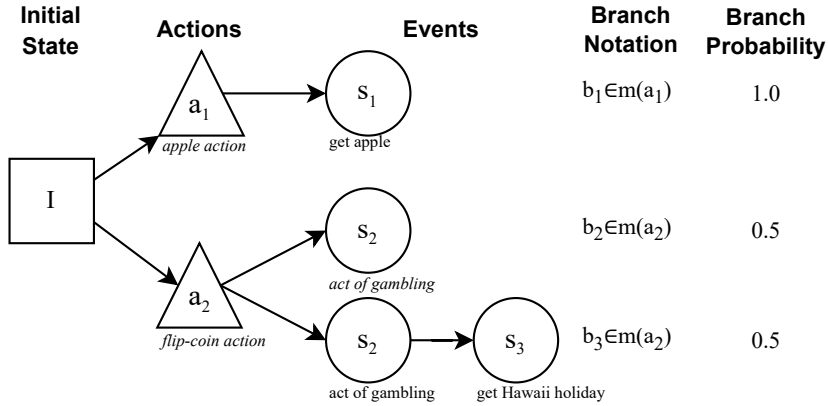 Initial
State
Actions
Events
Branch
Notation
Branch
Probability
a₁
apple action
s₁
get apple
b₁∈m(a₁)
1.0
I
s₂
act of gambling
b₂∈m(a₂)
0.5
a₂
flip-coin action
s₂
act of gambling
s₃
get Hawaii holiday
b₃∈m(a₂)
0.5